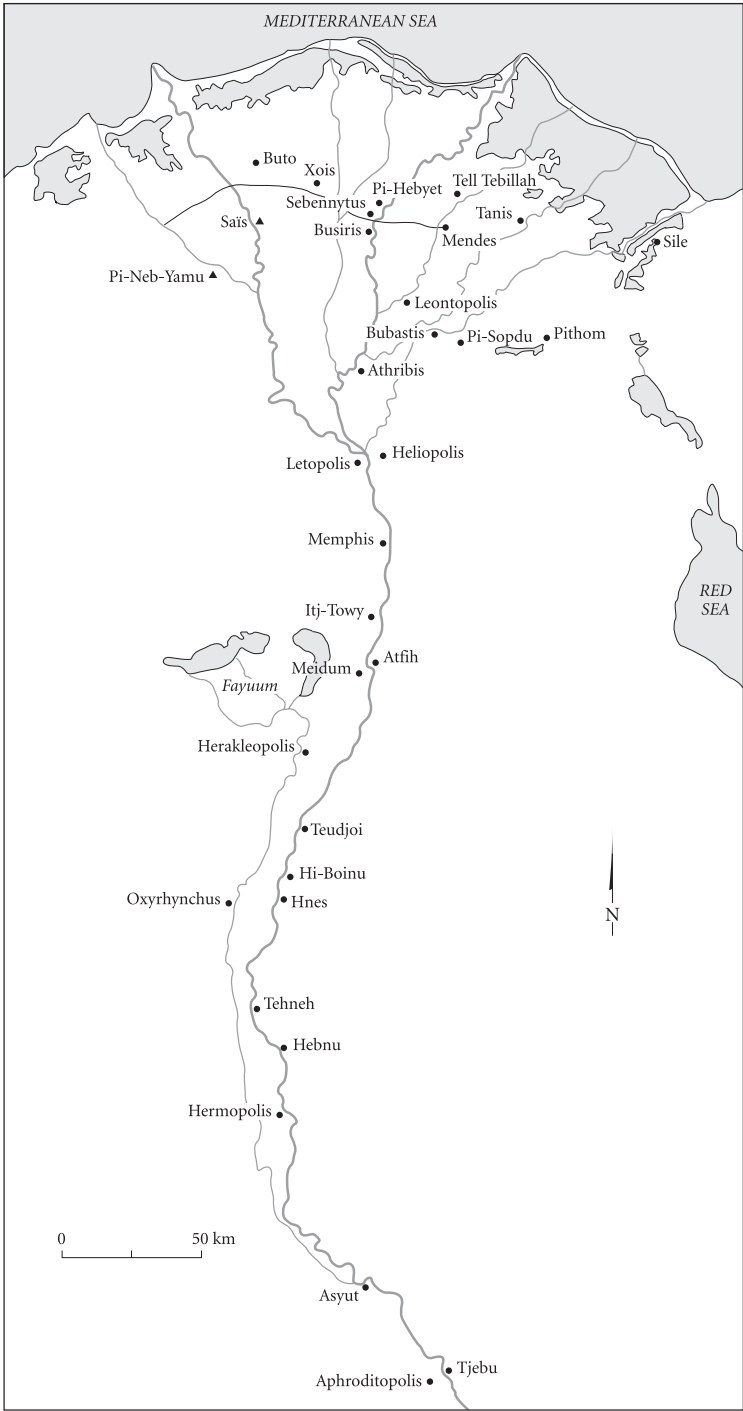 MEDITERRANEAN SEA
Buto
Xois
Pi-Hebyet
Tell Tebillah
Sebennytus
Saïs
Busiris
Tanis
Mendes
Sile
Pi-Neb-Yamu
Leontopolis
Bubastis
Pi-Sopdu
Pithom
Athribis
Heliopolis
Letopolis
Memphis
RED
SEA
Itj-Towy
Atfih
Meidum
Fayuum
Herakleopolis
Teudjoi
Hi-Boinu
Oxyrhynchus
Hnes
N
Tehneh
Hebnu
Hermopolis
0 50 km
Asyut
Tjebu
Aphroditopolis